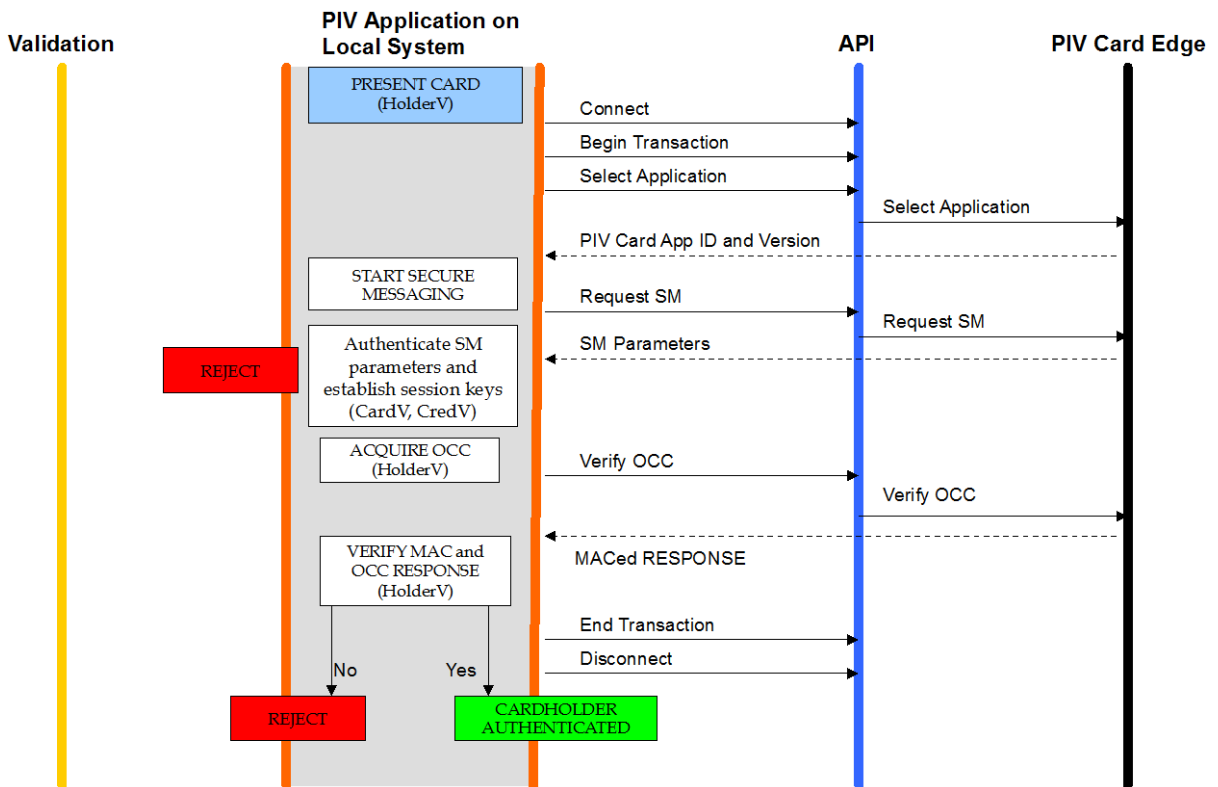 PIV Application on
Local System
Validation
API
PIV Card Edge
PRESENT CARD
(HolderV)
Connect
Begin Transaction
Select Application
Select Application
PIV Card App ID and Version
START SECURE
MESSAGING
Request SM
Request SM
SM Parameters
Authenticate SM
parameters and
establish session keys
(CardV, CredV)
REJECT
ACQUIRE OCC
(HolderV)
Verify OCC
Verify OCC
VERIFY MAC and
OCC RESPONSE
(HolderV)
MACed RESPONSE
End Transaction
Disconnect
No
Yes
REJECT
CARDHOLDER
AUTHENTICATED